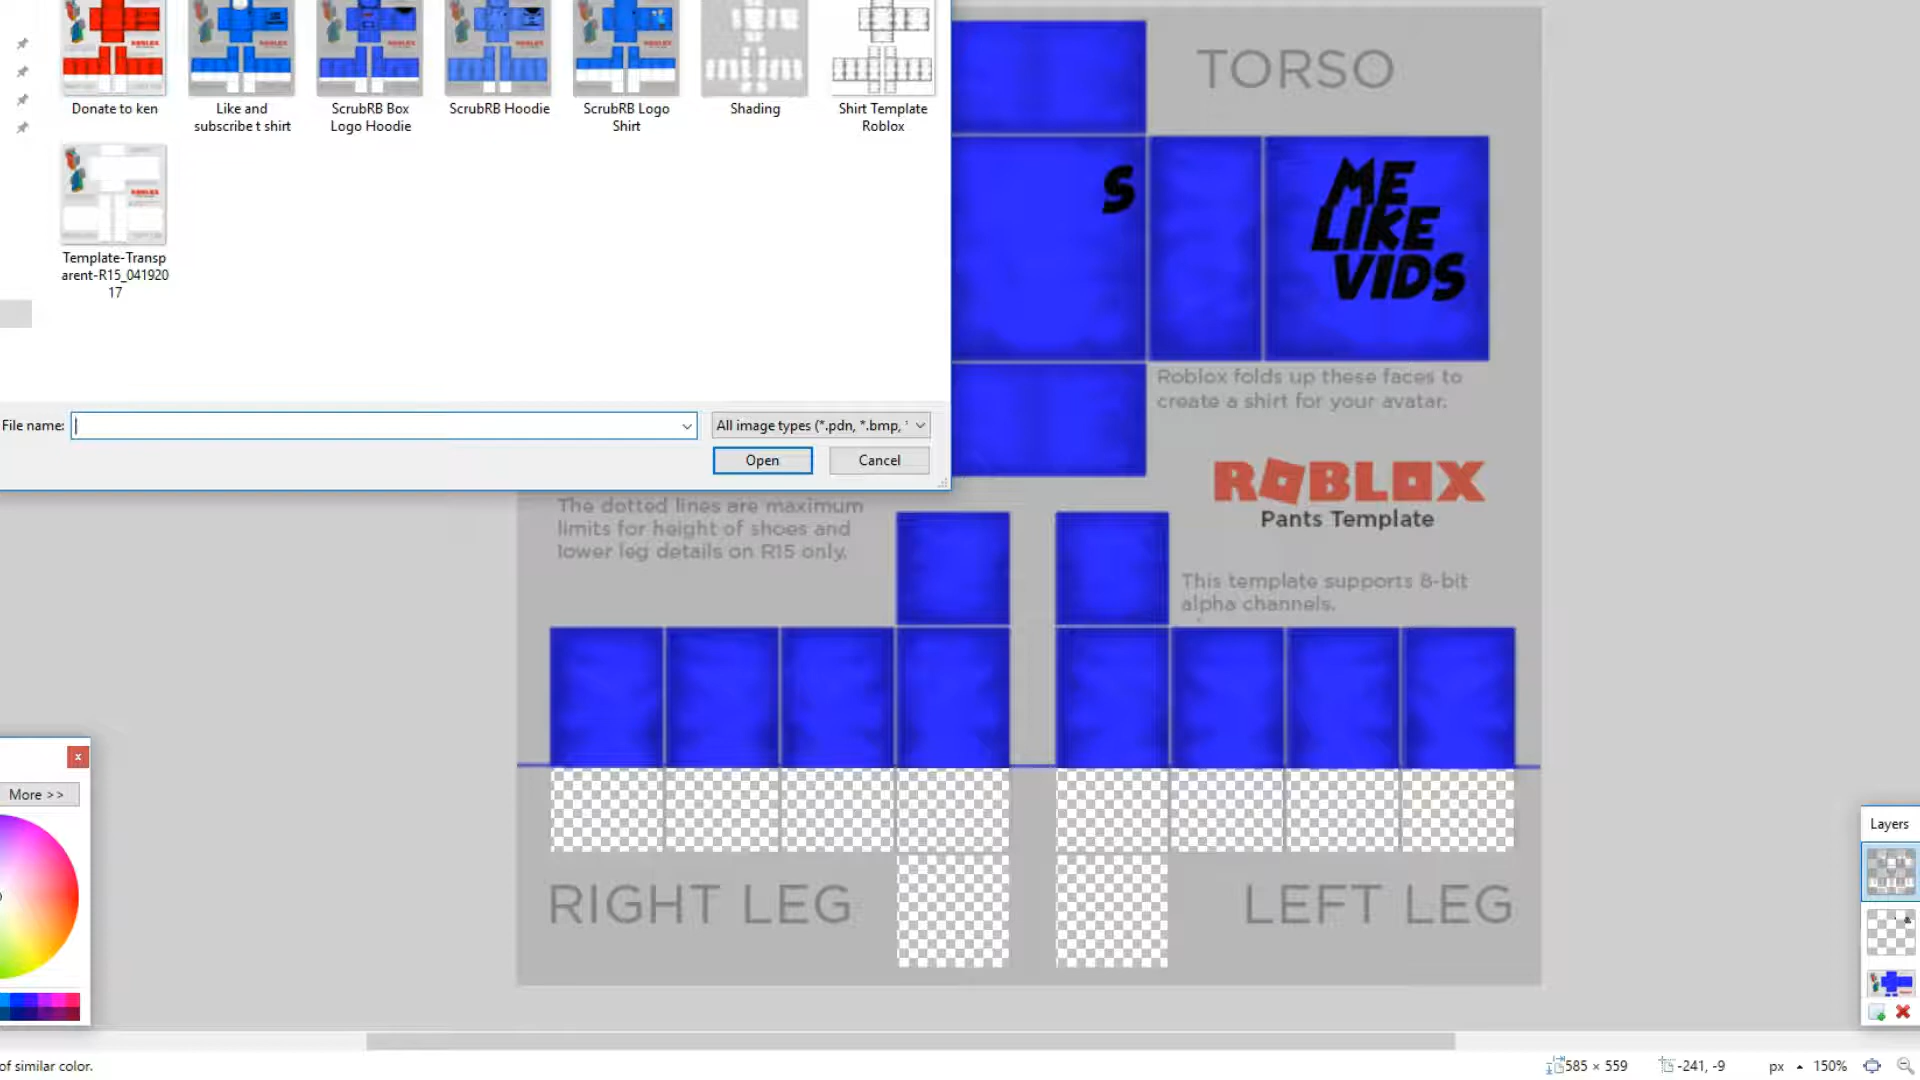 Donate to ken
Like and
subscribe t shirt
ScrubRB Box
Logo Hoodie
ScrubRB Hoodie
ScrubRB Logo
Shirt
Shading
Shirt Template
Roblox
Template-Transp
arent-R15_041920
17
File name:
All image types (*.pdn, *.bmp, '
Open
Cancel
TORSO
S
ME
LIKE
VIDS
Roblox folds up these faces to
create a shirt for your avatar.
ROBLOX
Pants Template
The dotted lines are maximum
limits for height of shoes and
lower leg details on R15 only.
This template supports 8-bit
alpha channels.
RIGHT LEG
LEFT LEG
More >>
Layers
of similar color.
585 × 559
-241, -9
px
150%